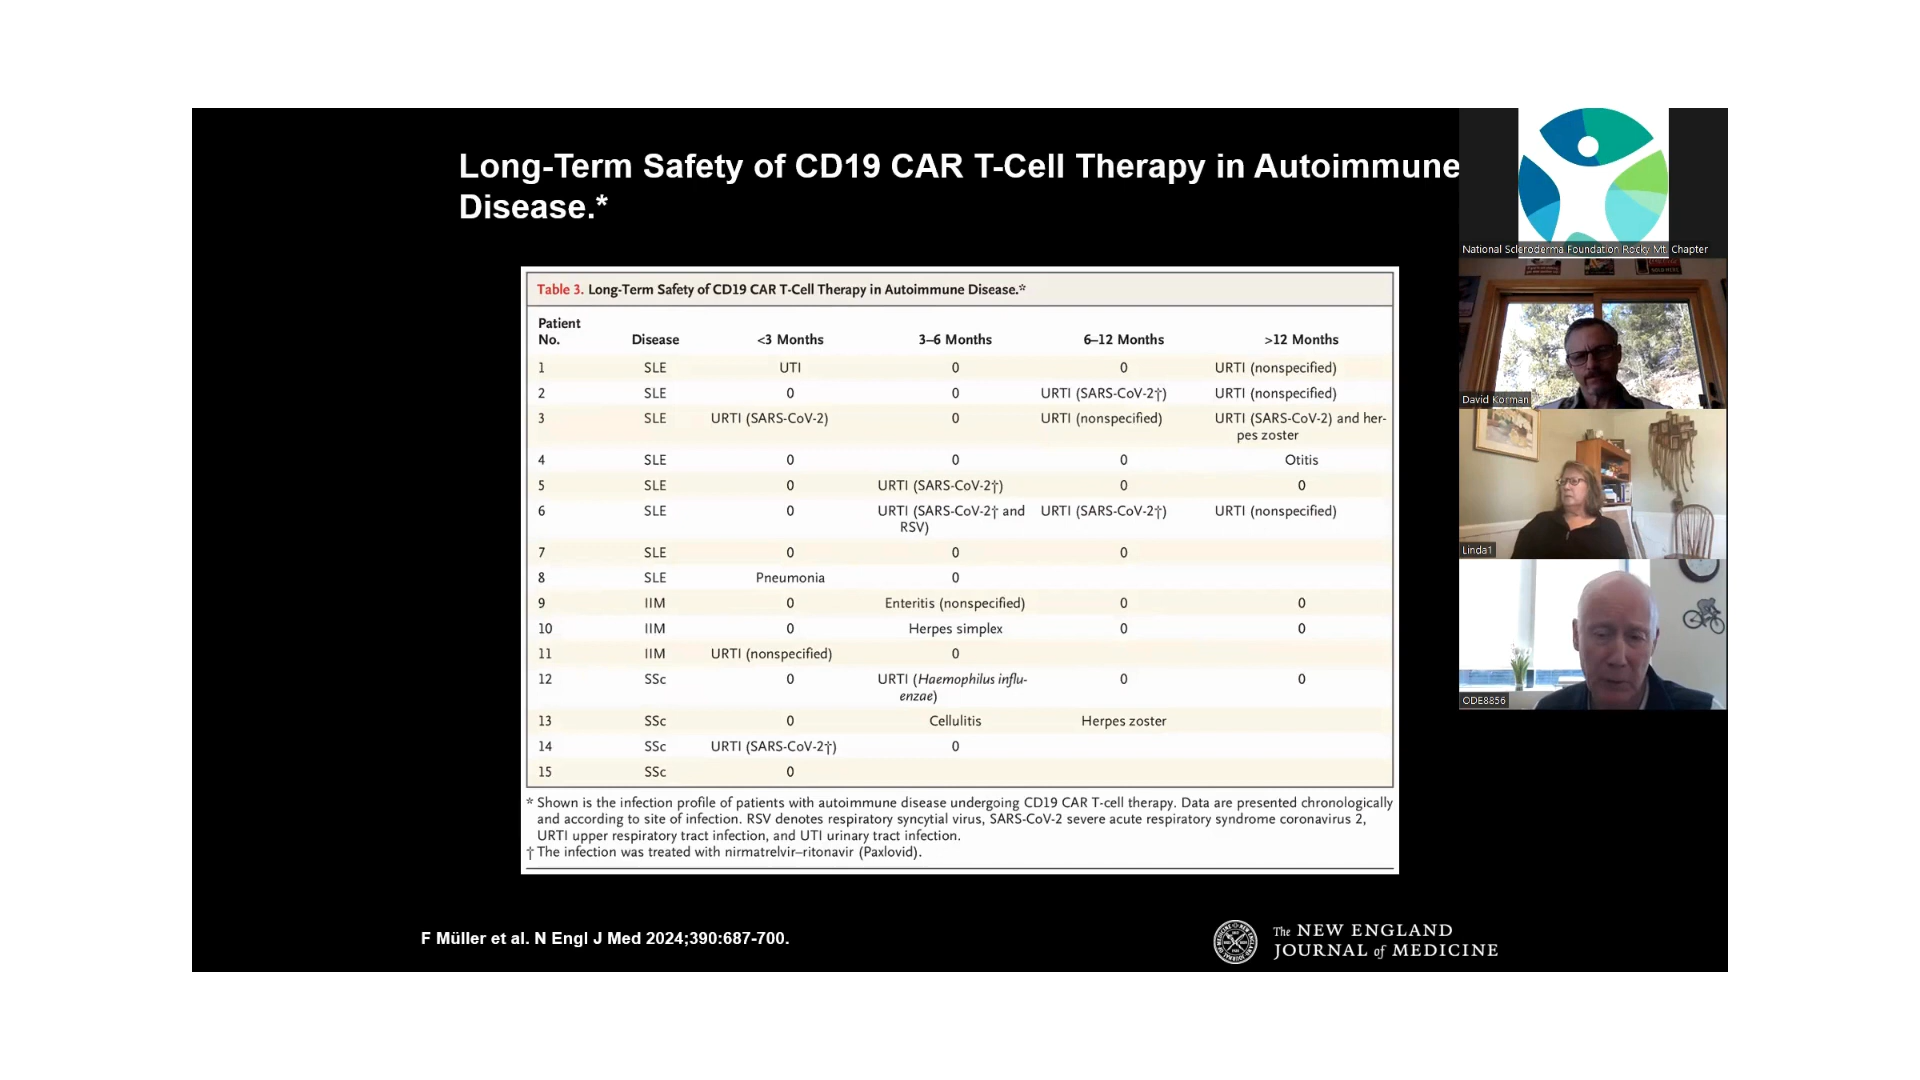 Long-Term Safety of CD19 CAR T-Cell Therapy in Autoimmune
Disease.*
Table 3. Long-Term Safety of CD19 CAR T-Cell Therapy in Autoimmune Disease.*
Patient No. Disease <3 Months 3–6 Months 6–12 Months >12 Months
1 SLE UTI 0 0 URTI (nonspecified)
2 SLE 0 0 URTI (SARS-CoV-2†) URTI (nonspecified)
3 SLE URTI (SARS-CoV-2) 0 URTI (nonspecified) URTI (SARS-CoV-2) and her-
pes zoster
4 SLE 0 0 0 Otitis
5 SLE 0 URTI (SARS-CoV-2†) 0 0
6 SLE 0 URTI (SARS-CoV-2† and URTI (SARS-CoV-2†) URTI (nonspecified)
RSV)
7 SLE 0 0 0
8 SLE Pneumonia 0
9 IIM 0 Enteritis (nonspecified) 0 0
10 IIM 0 Herpes simplex 0 0
11 IIM URTI (nonspecified) 0
12 SSc 0 URTI (Haemophilus influ- 0 0
enzae)
13 SSc 0 Cellulitis Herpes zoster
14 SSc URTI (SARS-CoV-2†) 0
15 SSc 0
* Shown is the infection profile of patients with autoimmune disease undergoing CD19 CAR T-cell therapy. Data are presented chronologically
and according to site of infection. RSV denotes respiratory syncytial virus, SARS-CoV-2 severe acute respiratory syndrome coronavirus 2,
URTI upper respiratory tract infection, and UTI urinary tract infection.
† The infection was treated with nirmatrelvir–ritonavir (Paxlovid).
F Müller et al. N Engl J Med 2024;390:687-700.
The NEW ENGLAND
JOURNAL of MEDICINE
National Scleroderma Foundation Rocky Mt. Chapter
David Korman
Linda1
ODE8856